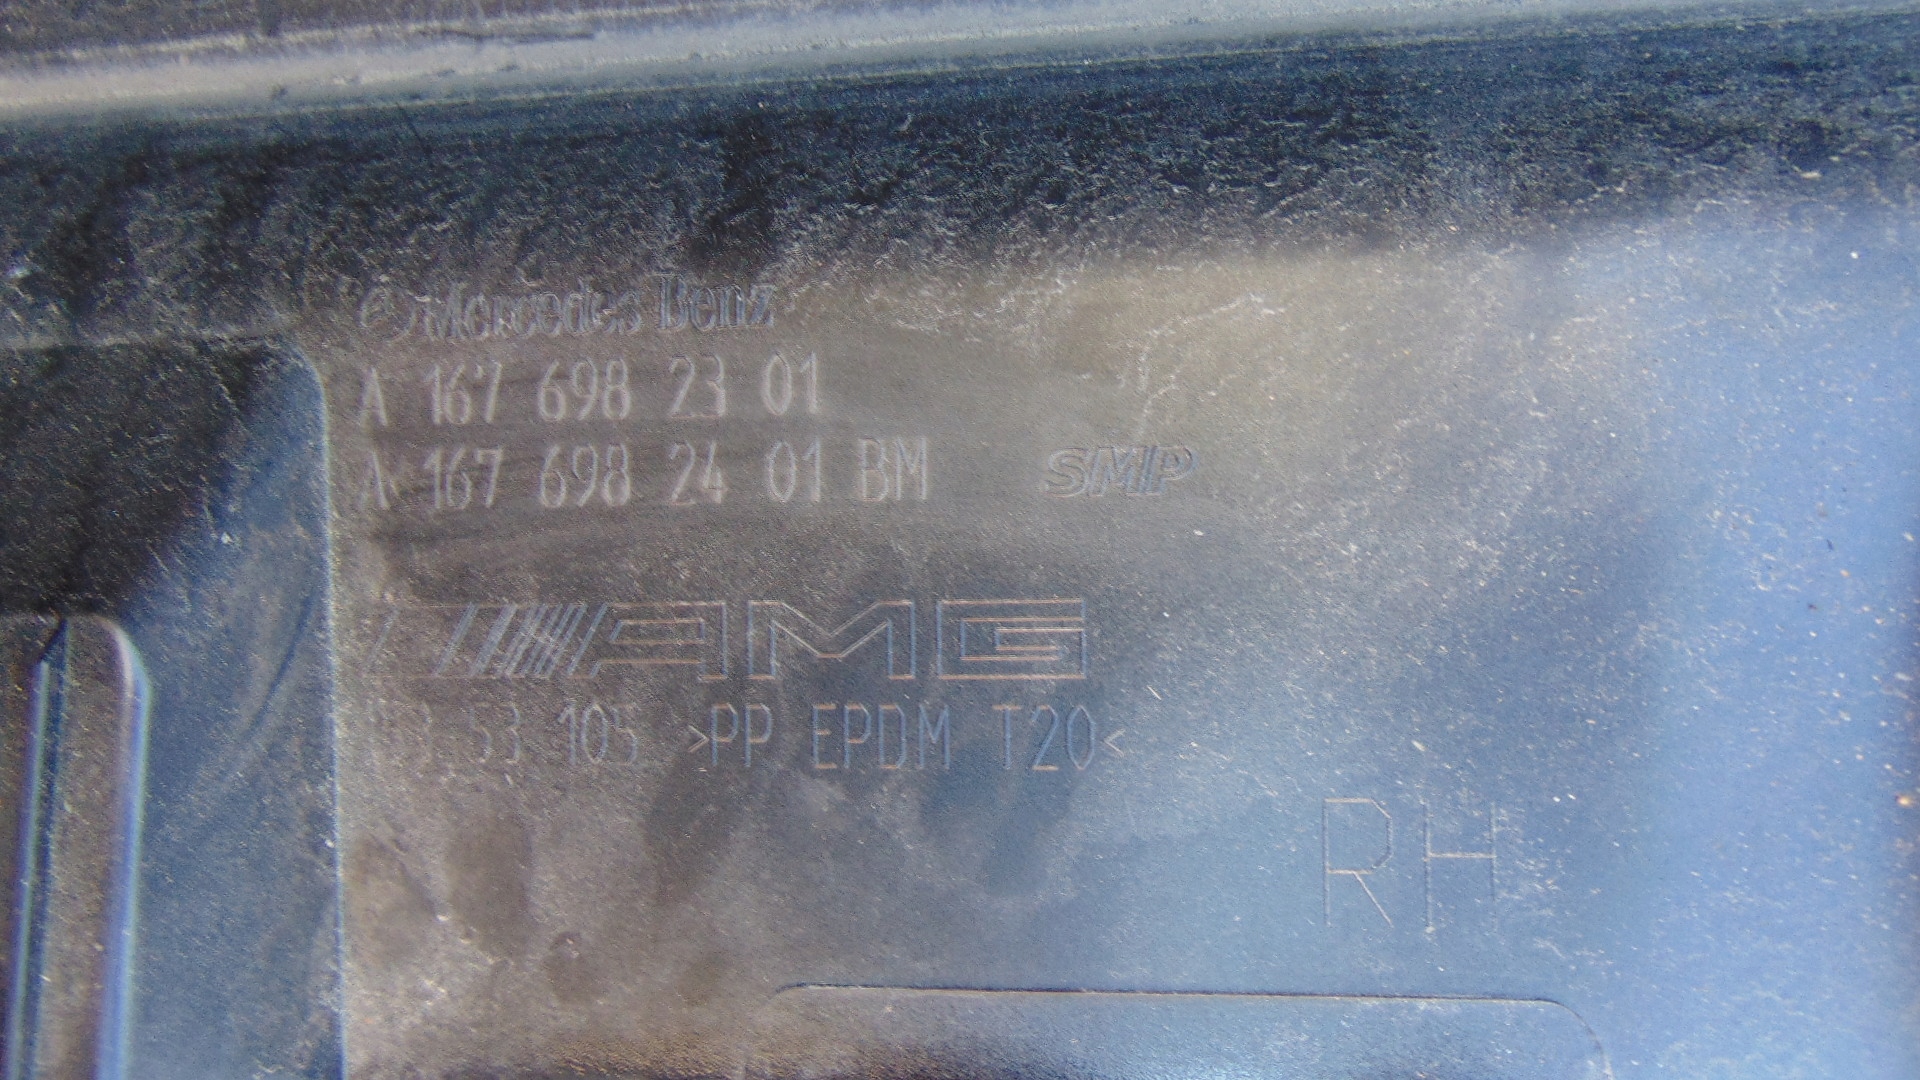 Mercedes Benz
A 167 698 23 01
A 167 698 24 01 BM SMP
AMG
53 105 >PP EPDM T20<
RH